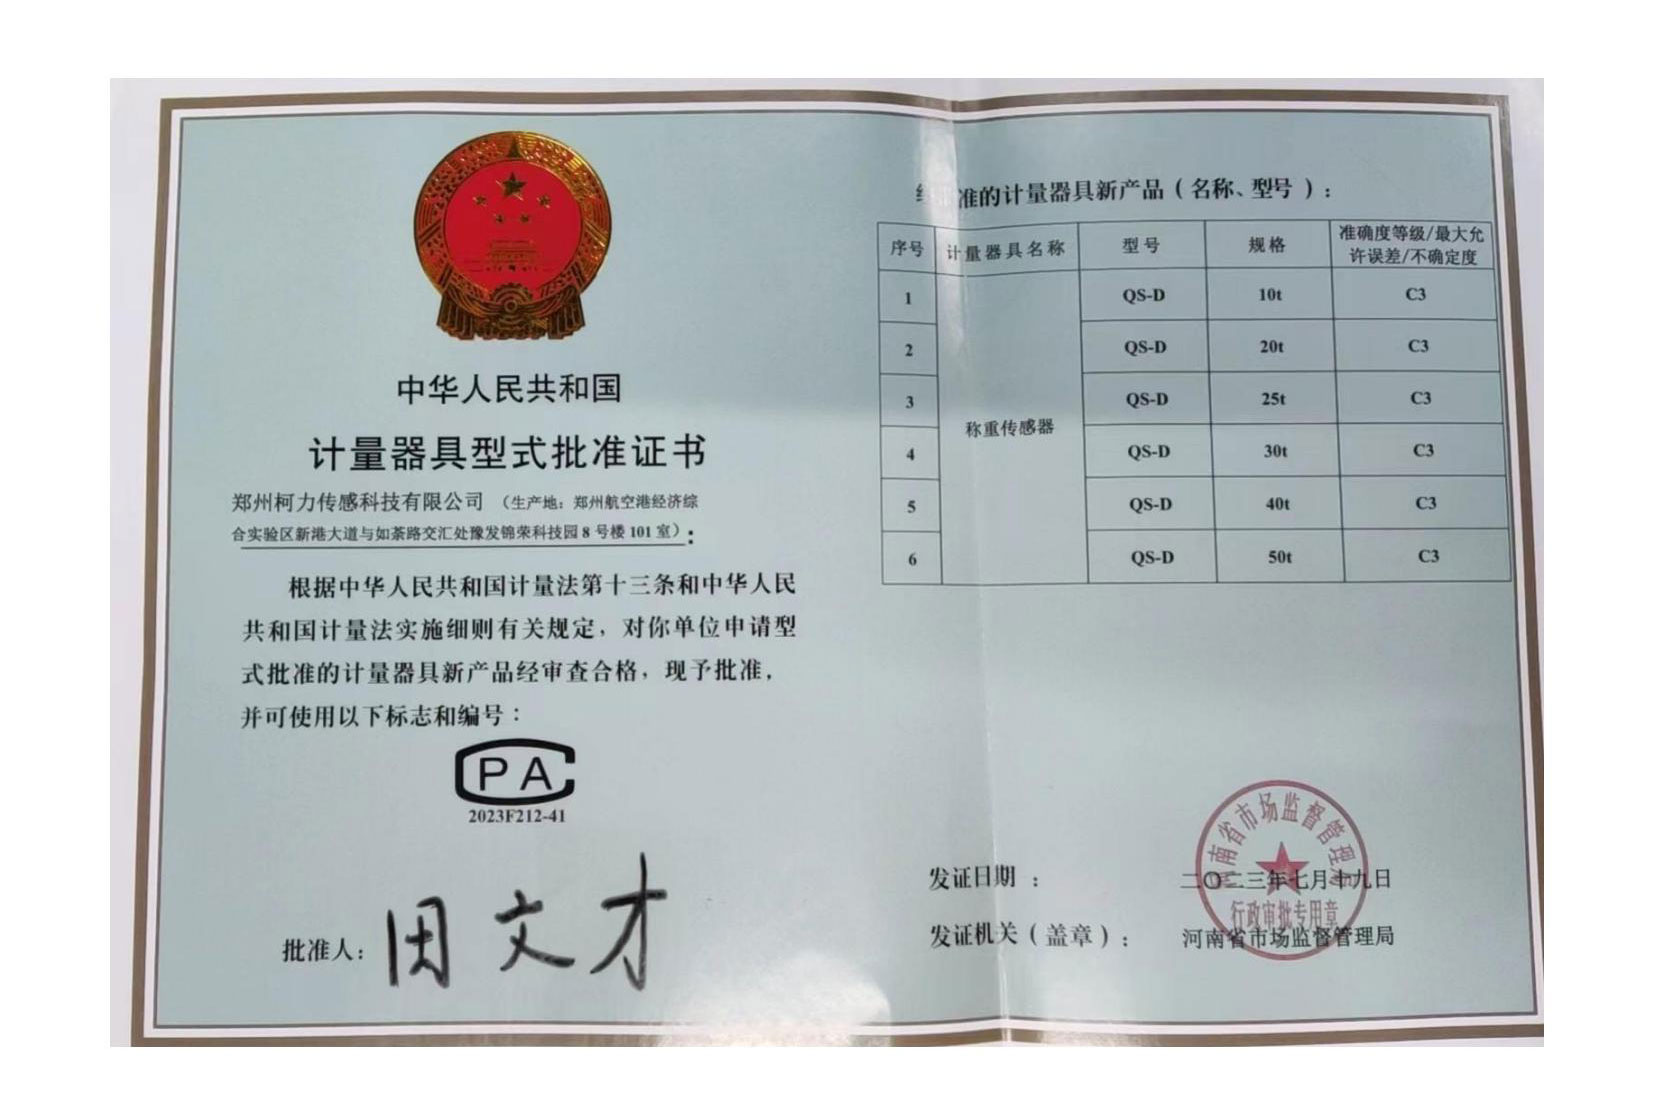 中华人民共和国
计量器具型式批准证书
郑州柯力传感科技有限公司 （生产地：郑州航空港经济综
合实验区新港大道与如荼路交汇处豫发锦荣科技园 8 号楼 101 室）：
根据中华人民共和国计量法第十三条和中华人民
共和国计量法实施细则有关规定，对你单位申请型
式批准的计量器具新产品经审查合格，现予批准，
并可使用以下标志和编号：
CPA
2023F212-41
批准人：
文才
准的计量器具新产品（名称、型号）：
序号 计量器具名称 型号 规格 准确度等级/最大允
许误差/不确定度
1 QS-D 10t C3
2 QS-D 20t C3
3 QS-D 25t C3
称重传感器
4 QS-D 30t C3
5 QS-D 40t C3
6 QS-D 50t C3
河南省市场监督管理局
发证日期 ： 二〇二三年七月十九日
行政审批专用章
发证机关（盖章）： 河南省市场监督管理局